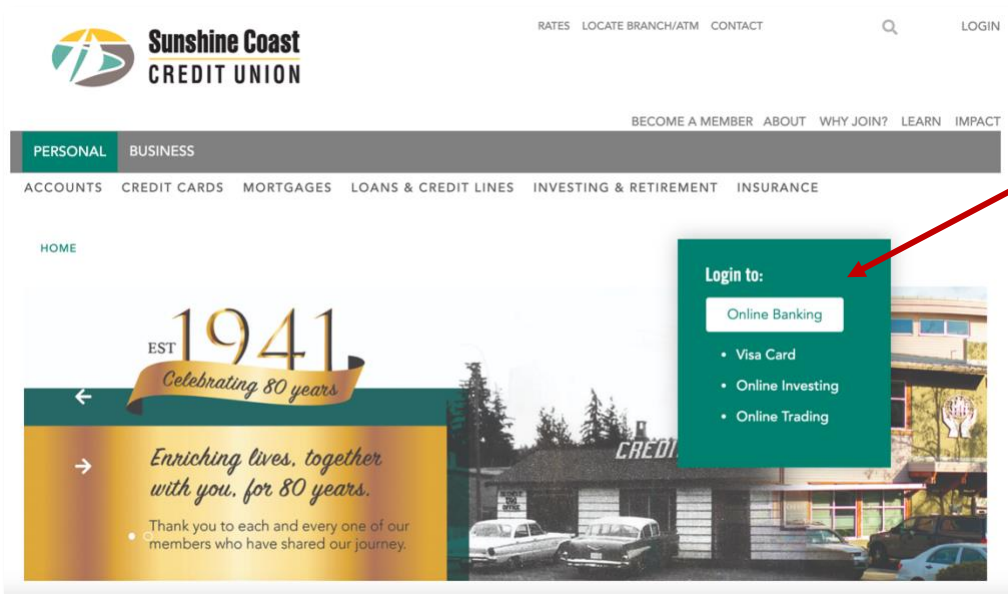 Sunshine Coast
CREDIT UNION
RATES LOCATE BRANCH/ATM CONTACT
LOGIN
BECOME A MEMBER ABOUT WHY JOIN? LEARN IMPACT
PERSONAL BUSINESS
ACCOUNTS CREDIT CARDS MORTGAGES LOANS & CREDIT LINES INVESTING & RETIREMENT INSURANCE
HOME
EST 1941
Celebrating 80 years
Enriching lives, together
with you, for 80 years.
Thank you to each and every one of our
members who have shared our journey.
Login to:
Online Banking
• Visa Card
• Online Investing
• Online Trading